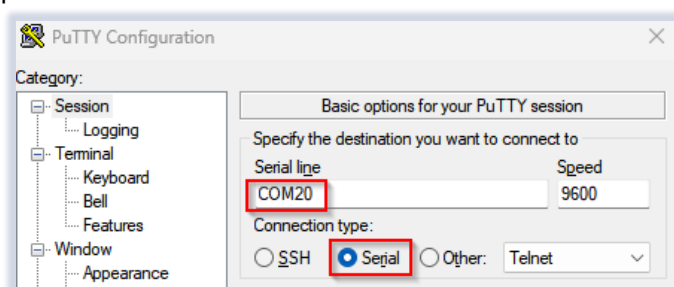 PuTTY Configuration
Category:
Session
Logging
Terminal
Keyboard
Bell
Features
Window
Appearance
Basic options for your PuTTY session
Specify the destination you want to connect to
Serial line
Speed
COM20
9600
Connection type:
SSH
Serial
Other:
Telnet